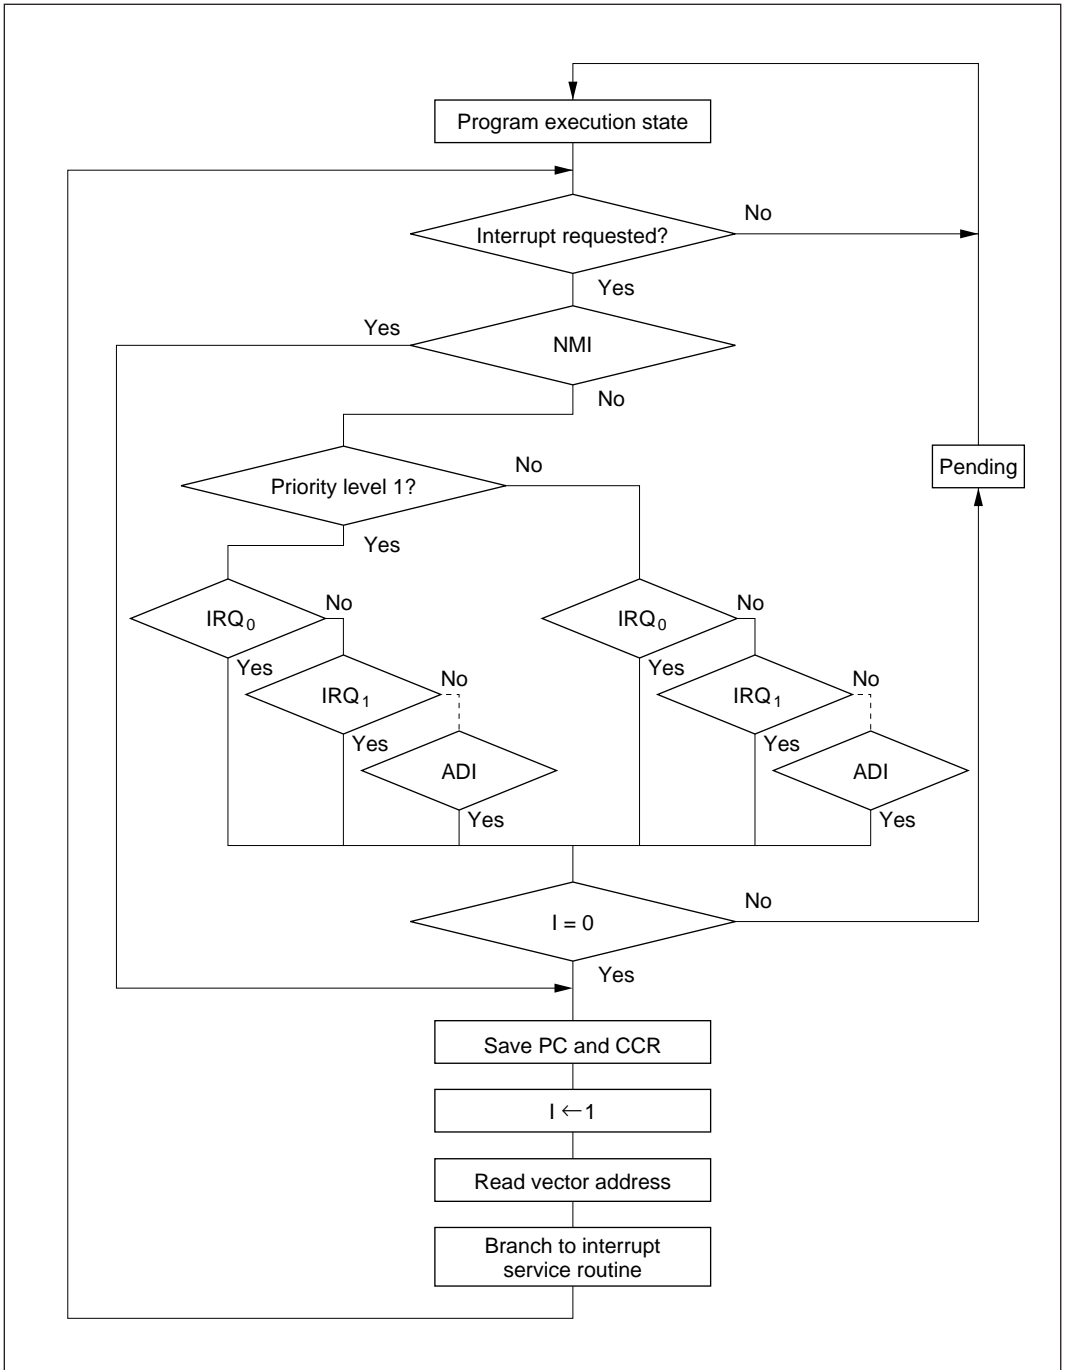 Program execution state
No
Interrupt requested?
Yes
Yes
NMI
No
Pending
No
Priority level 1?
Yes
IRQ0
No
IRQ0
No
Yes
IRQ1
No
Yes
IRQ1
No
Yes
ADI
Yes
ADI
Yes
Yes
No
I = 0
Yes
Save PC and CCR
I ← 1
Read vector address
Branch to interrupt
service routine